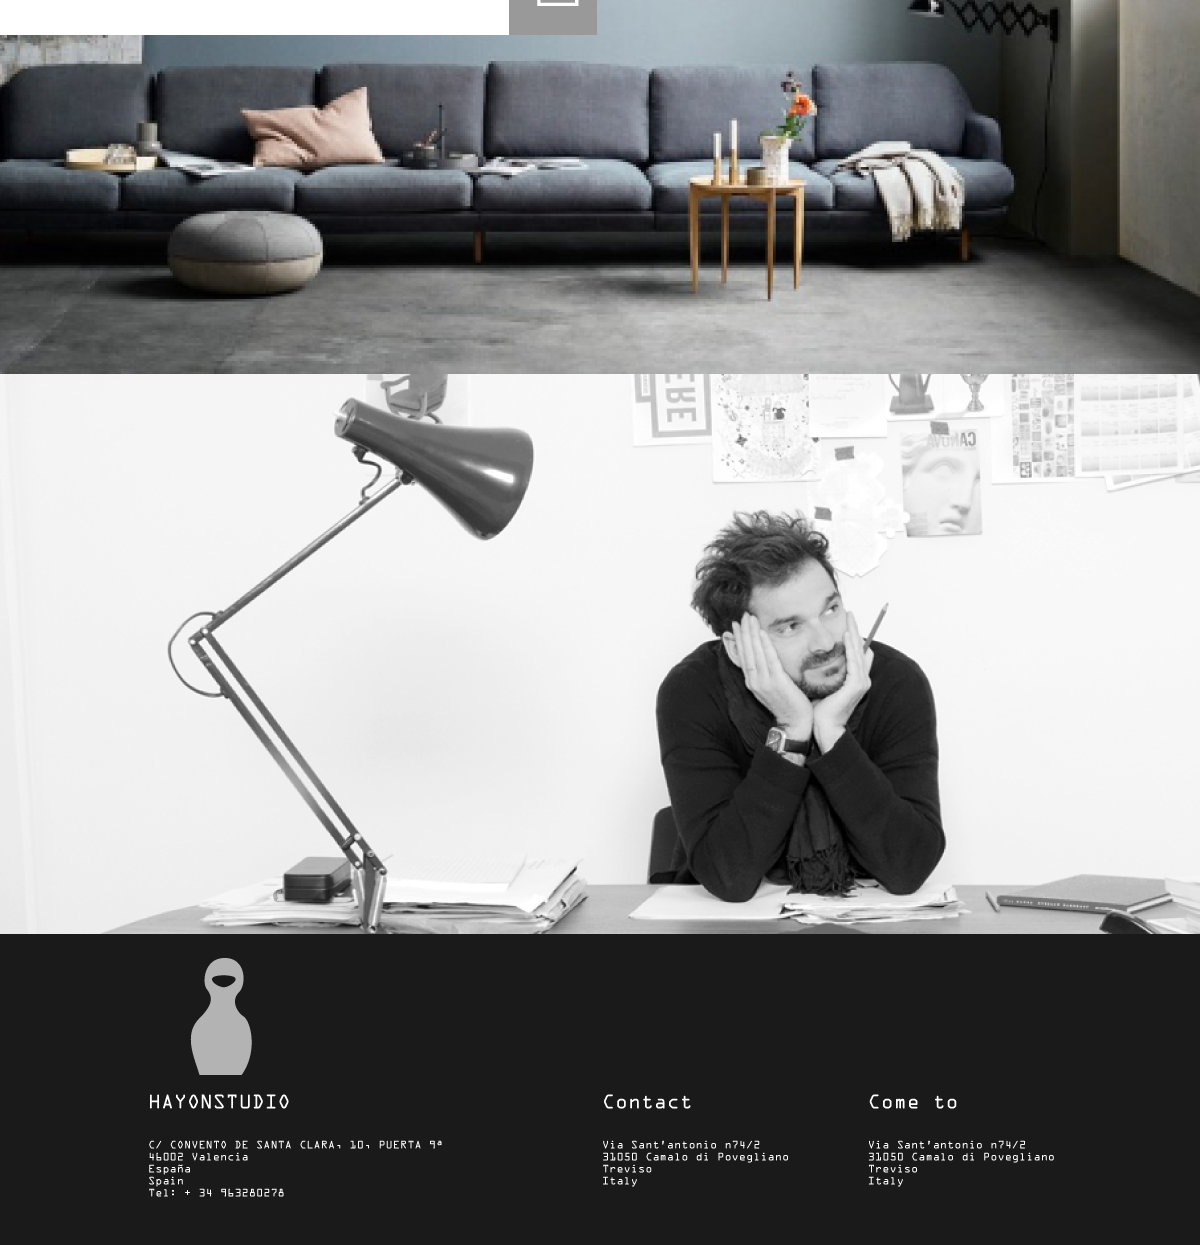 CANOVA
HAYONSTUDIO
C/ CONVENTO DE SANTA CLARA, 10, PUERTA 9ª
46002 Valencia
España
Spain
Tel: + 34 963280278
Contact
Via Sant'antonio n74/2
31050 Camalo di Povegliano
Treviso
Italy
Come to
Via Sant'antonio n74/2
31050 Camalo di Povegliano
Treviso
Italy